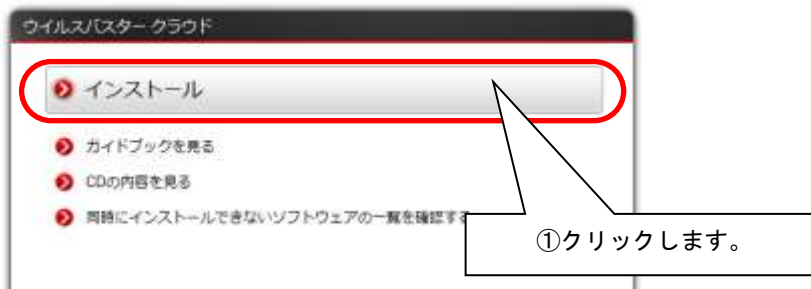 ウイルスバスター クラウド
インストール
ガイドブックを見る
CDの内容を見る
同時にインストールできないソフトウェアの一覧を確認する
①クリックします。